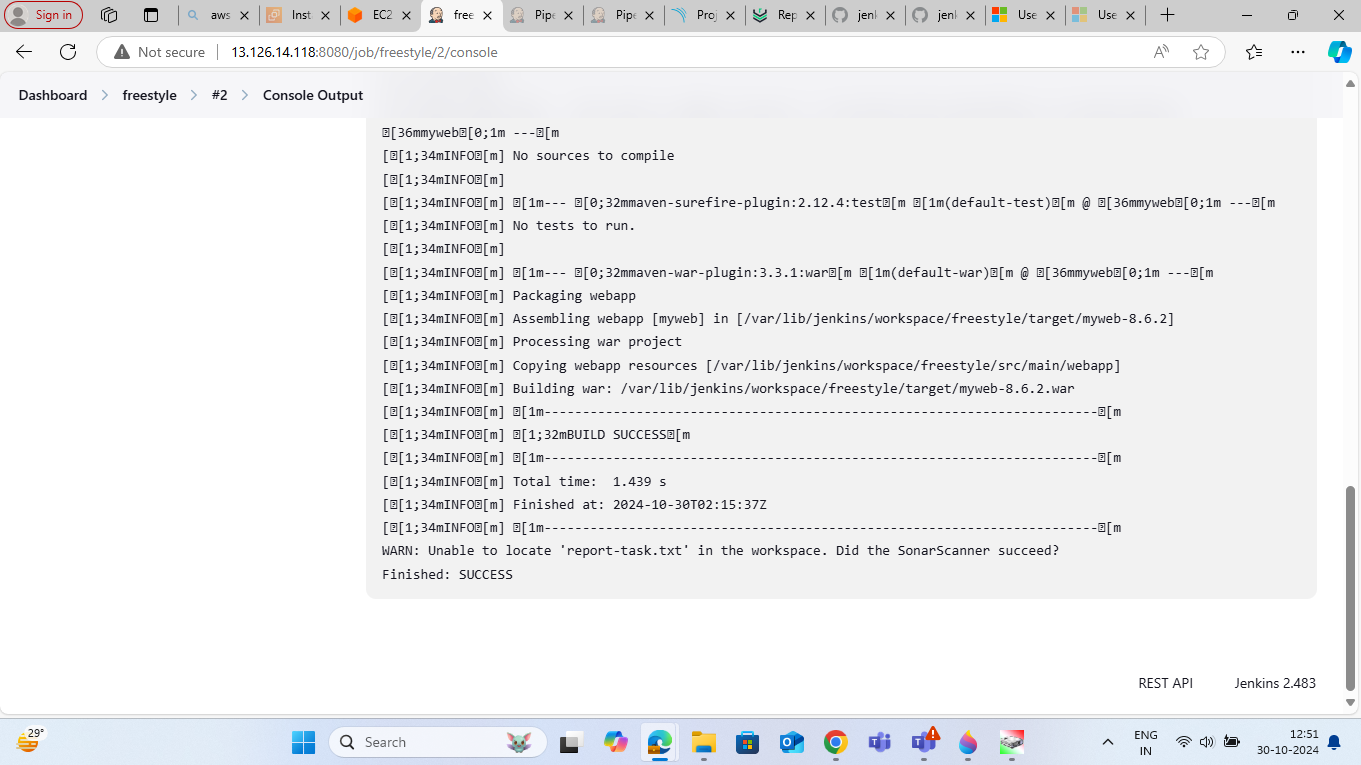 Sign in
aws
Inst
EC2
free
Pipe
Pipe
Proj
Rep
jenk
jenk
Use
Use
Not secure
13.126.14.118:8080/job/freestyle/2/console
Dashboard
freestyle
#2
Console Output
[36mmyweb[0;1m ---[m
[[1;34mINFO[m] No sources to compile
[[1;34mINFO[m]
[[1;34mINFO[m] [1m--- [0;32mmaven-surefire-plugin:2.12.4:test[m [1m(default-test)[m @ [36mmyweb[0;1m ---[m
[[1;34mINFO[m] No tests to run.
[[1;34mINFO[m]
[[1;34mINFO[m] [1m--- [0;32mmaven-war-plugin:3.3.1:war[m [1m(default-war)[m @ [36mmyweb[0;1m ---[m
[[1;34mINFO[m] Packaging webapp
[[1;34mINFO[m] Assembling webapp [myweb] in [/var/lib/jenkins/workspace/freestyle/target/myweb-8.6.2]
[[1;34mINFO[m] Processing war project
[[1;34mINFO[m] Copying webapp resources [/var/lib/jenkins/workspace/freestyle/src/main/webapp]
[[1;34mINFO[m] Building war: /var/lib/jenkins/workspace/freestyle/target/myweb-8.6.2.war
[[1;34mINFO[m] [1m------------------------------------------------------------------------[m
[[1;34mINFO[m] [1;32mBUILD SUCCESS[m
[[1;34mINFO[m] [1m------------------------------------------------------------------------[m
[[1;34mINFO[m] Total time:  1.439 s
[[1;34mINFO[m] Finished at: 2024-10-30T02:15:37Z
[[1;34mINFO[m] [1m------------------------------------------------------------------------[m
WARN: Unable to locate 'report-task.txt' in the workspace. Did the SonarScanner succeed?
Finished: SUCCESS
REST API
Jenkins 2.483
29°
Search
ENG
IN
12:51
30-10-2024